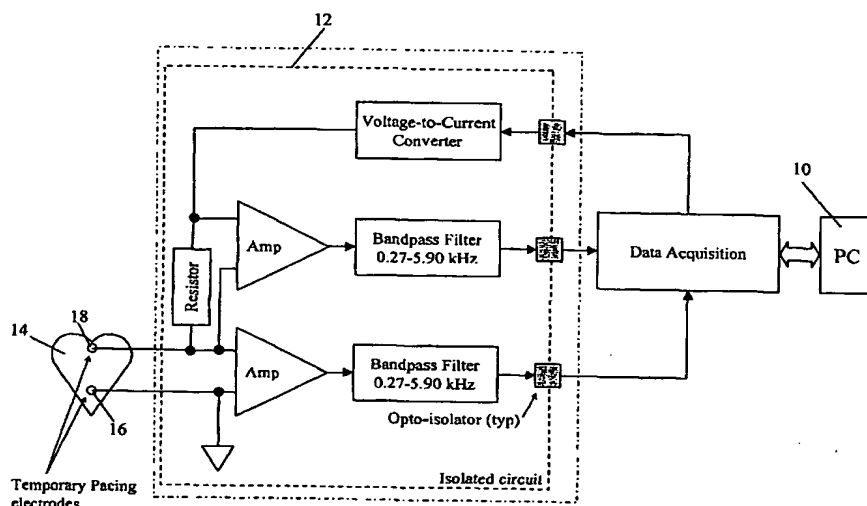 12
Voltage-to-Current
Converter
10
Amp
Bandpass Filter
0.27-5.90 kHz
Data Acquisition
PC
Resistor
14
18
Amp
Bandpass Filter
0.27-5.90 kHz
16
Opto-isolator (typ)
Temporary Pacing
electrodes
Isolated circuit